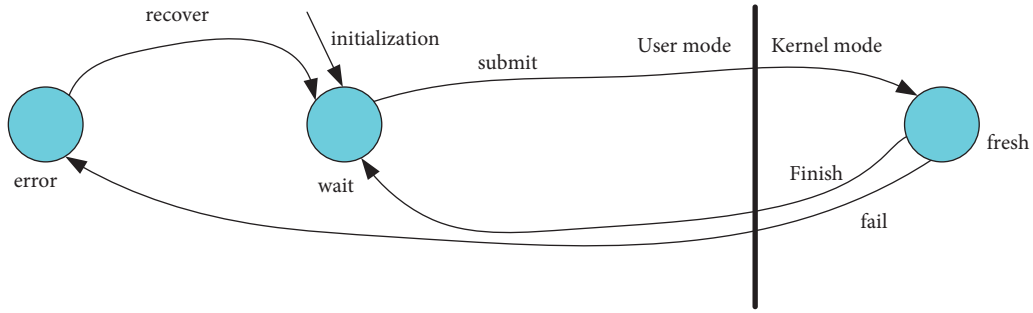 recover
initialization
User mode
Kernel mode
submit
fresh
error
wait
Finish
fail